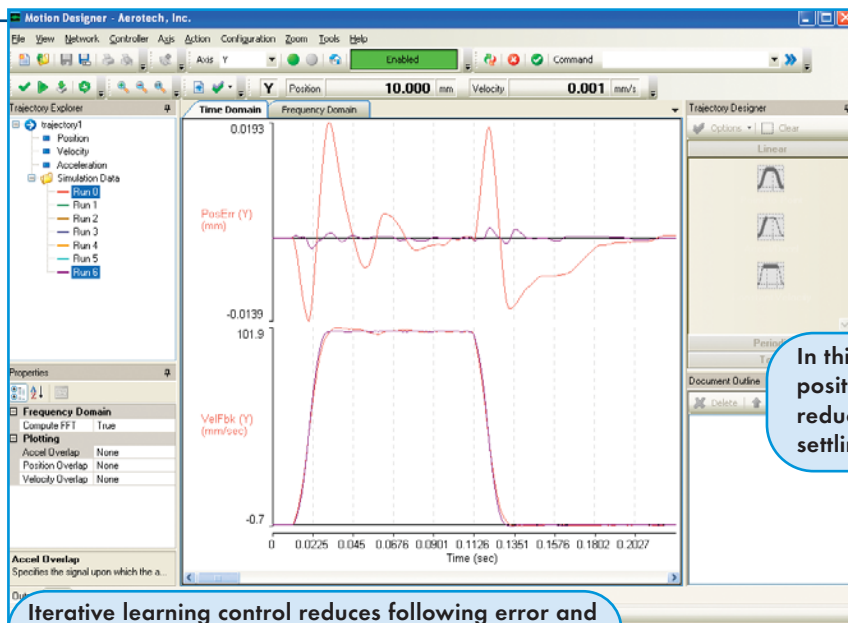 Motion Designer - Aerotech, Inc.
File View Network Controller Axis Action Configuration Zoom Tools Help
Axis Y Enabled Command
Y Position 10.000 mm Velocity 0.001 mm/s
Trajectory Explorer
trajectory1
Position
Velocity
Acceleration
Simulation Data
Run 0
Run 1
Run 2
Run 3
Run 4
Run 5
Run 6
Properties
Frequency Domain
Compute FFT True
Plotting
Accel Overlap None
Position Overlap None
Velocity Overlap None
Accel Overlap
Specifies the signal upon which the a...
Time Domain Frequency Domain
0.0193
PosErr (Y)
(mm)
-0.0139
101.9
VelFbk (Y)
(mm/sec)
-0.7
0 0.0225 0.045 0.0676 0.0901 0.1126 0.1351 0.1576 0.1802 0.2027
Time (sec)
Trajectory Designer
Options Clear
Linear
Document Outline
Delete
In thi
posit
redu
settli
Iterative learning control reduces following error and